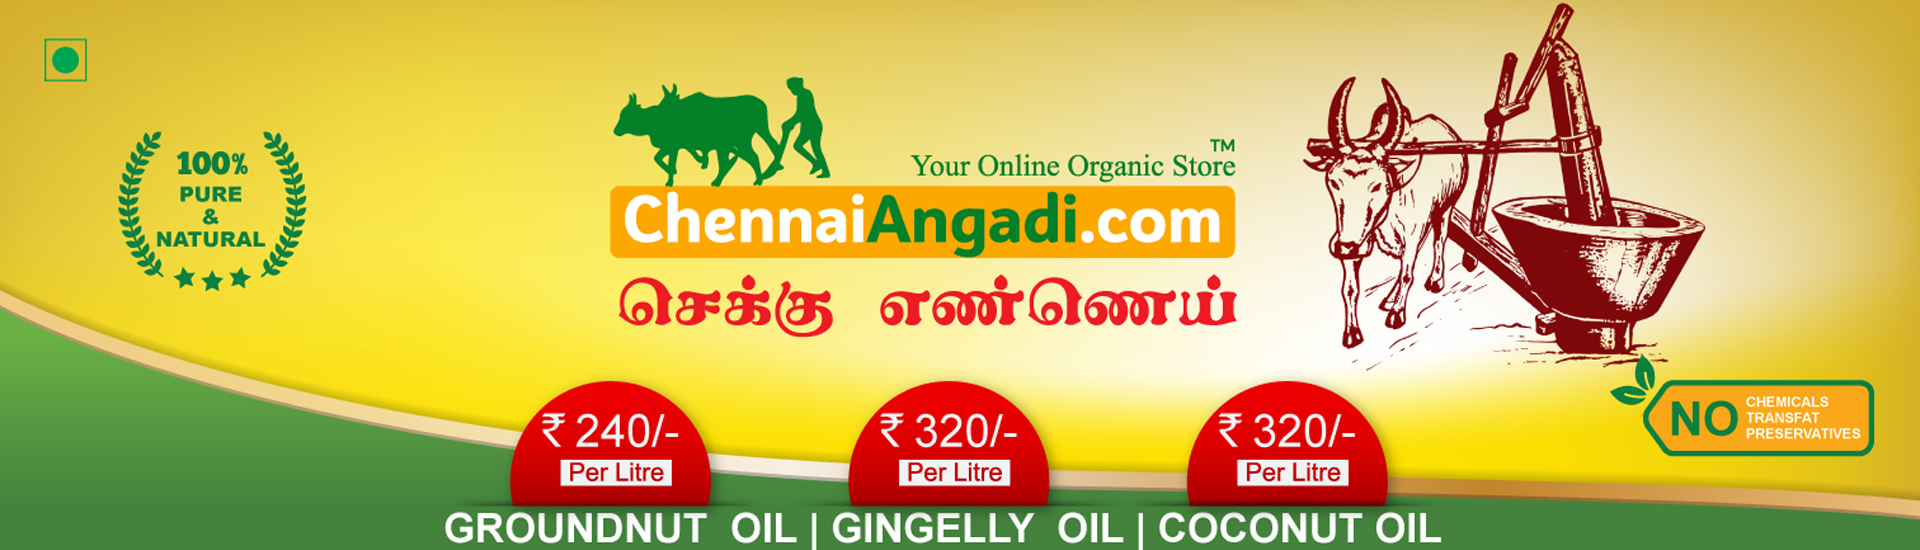 100%
PURE
&
NATURAL
TM
Your Online Organic Store
ChennaiAngadi.com
செக்கு எண்ணெய்
₹ 240/-
Per Litre
₹ 320/-
Per Litre
₹ 320/-
Per Litre
NO
CHEMICALS
TRANSFAT
PRESERVATIVES
GROUNDNUT OIL | GINGELLY OIL | COCONUT OIL